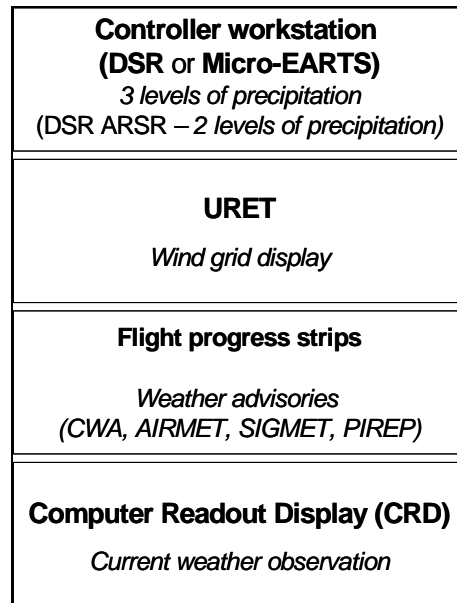 Controller workstation
(DSR or Micro-EARTS)
3 levels of precipitation
(DSR ARSR – 2 levels of precipitation)
URET
Wind grid display
Flight progress strips
Weather advisories
(CWA, AIRMET, SIGMET, PIREP)
Computer Readout Display (CRD)
Current weather observation